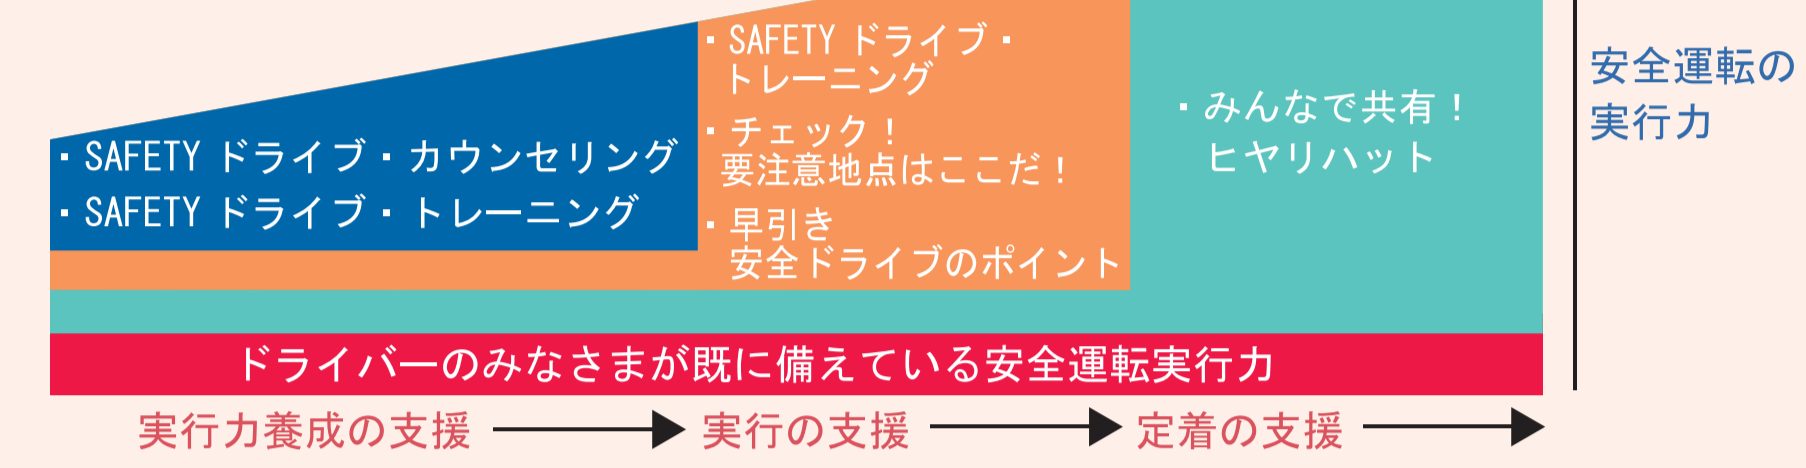 ・SAFETY ドライブ・カウンセリング
・SAFETY ドライブ・トレーニング
・SAFETY ドライブ・
トレーニング
・チェック！
要注意地点はここだ！
・早引き
安全ドライブのポイント
・みんなで共有！
ヒヤリハット
安全運転の
実行力
ドライバーのみなさまが既に備えている安全運転実行力
実行力養成の支援
実行の支援
定着の支援